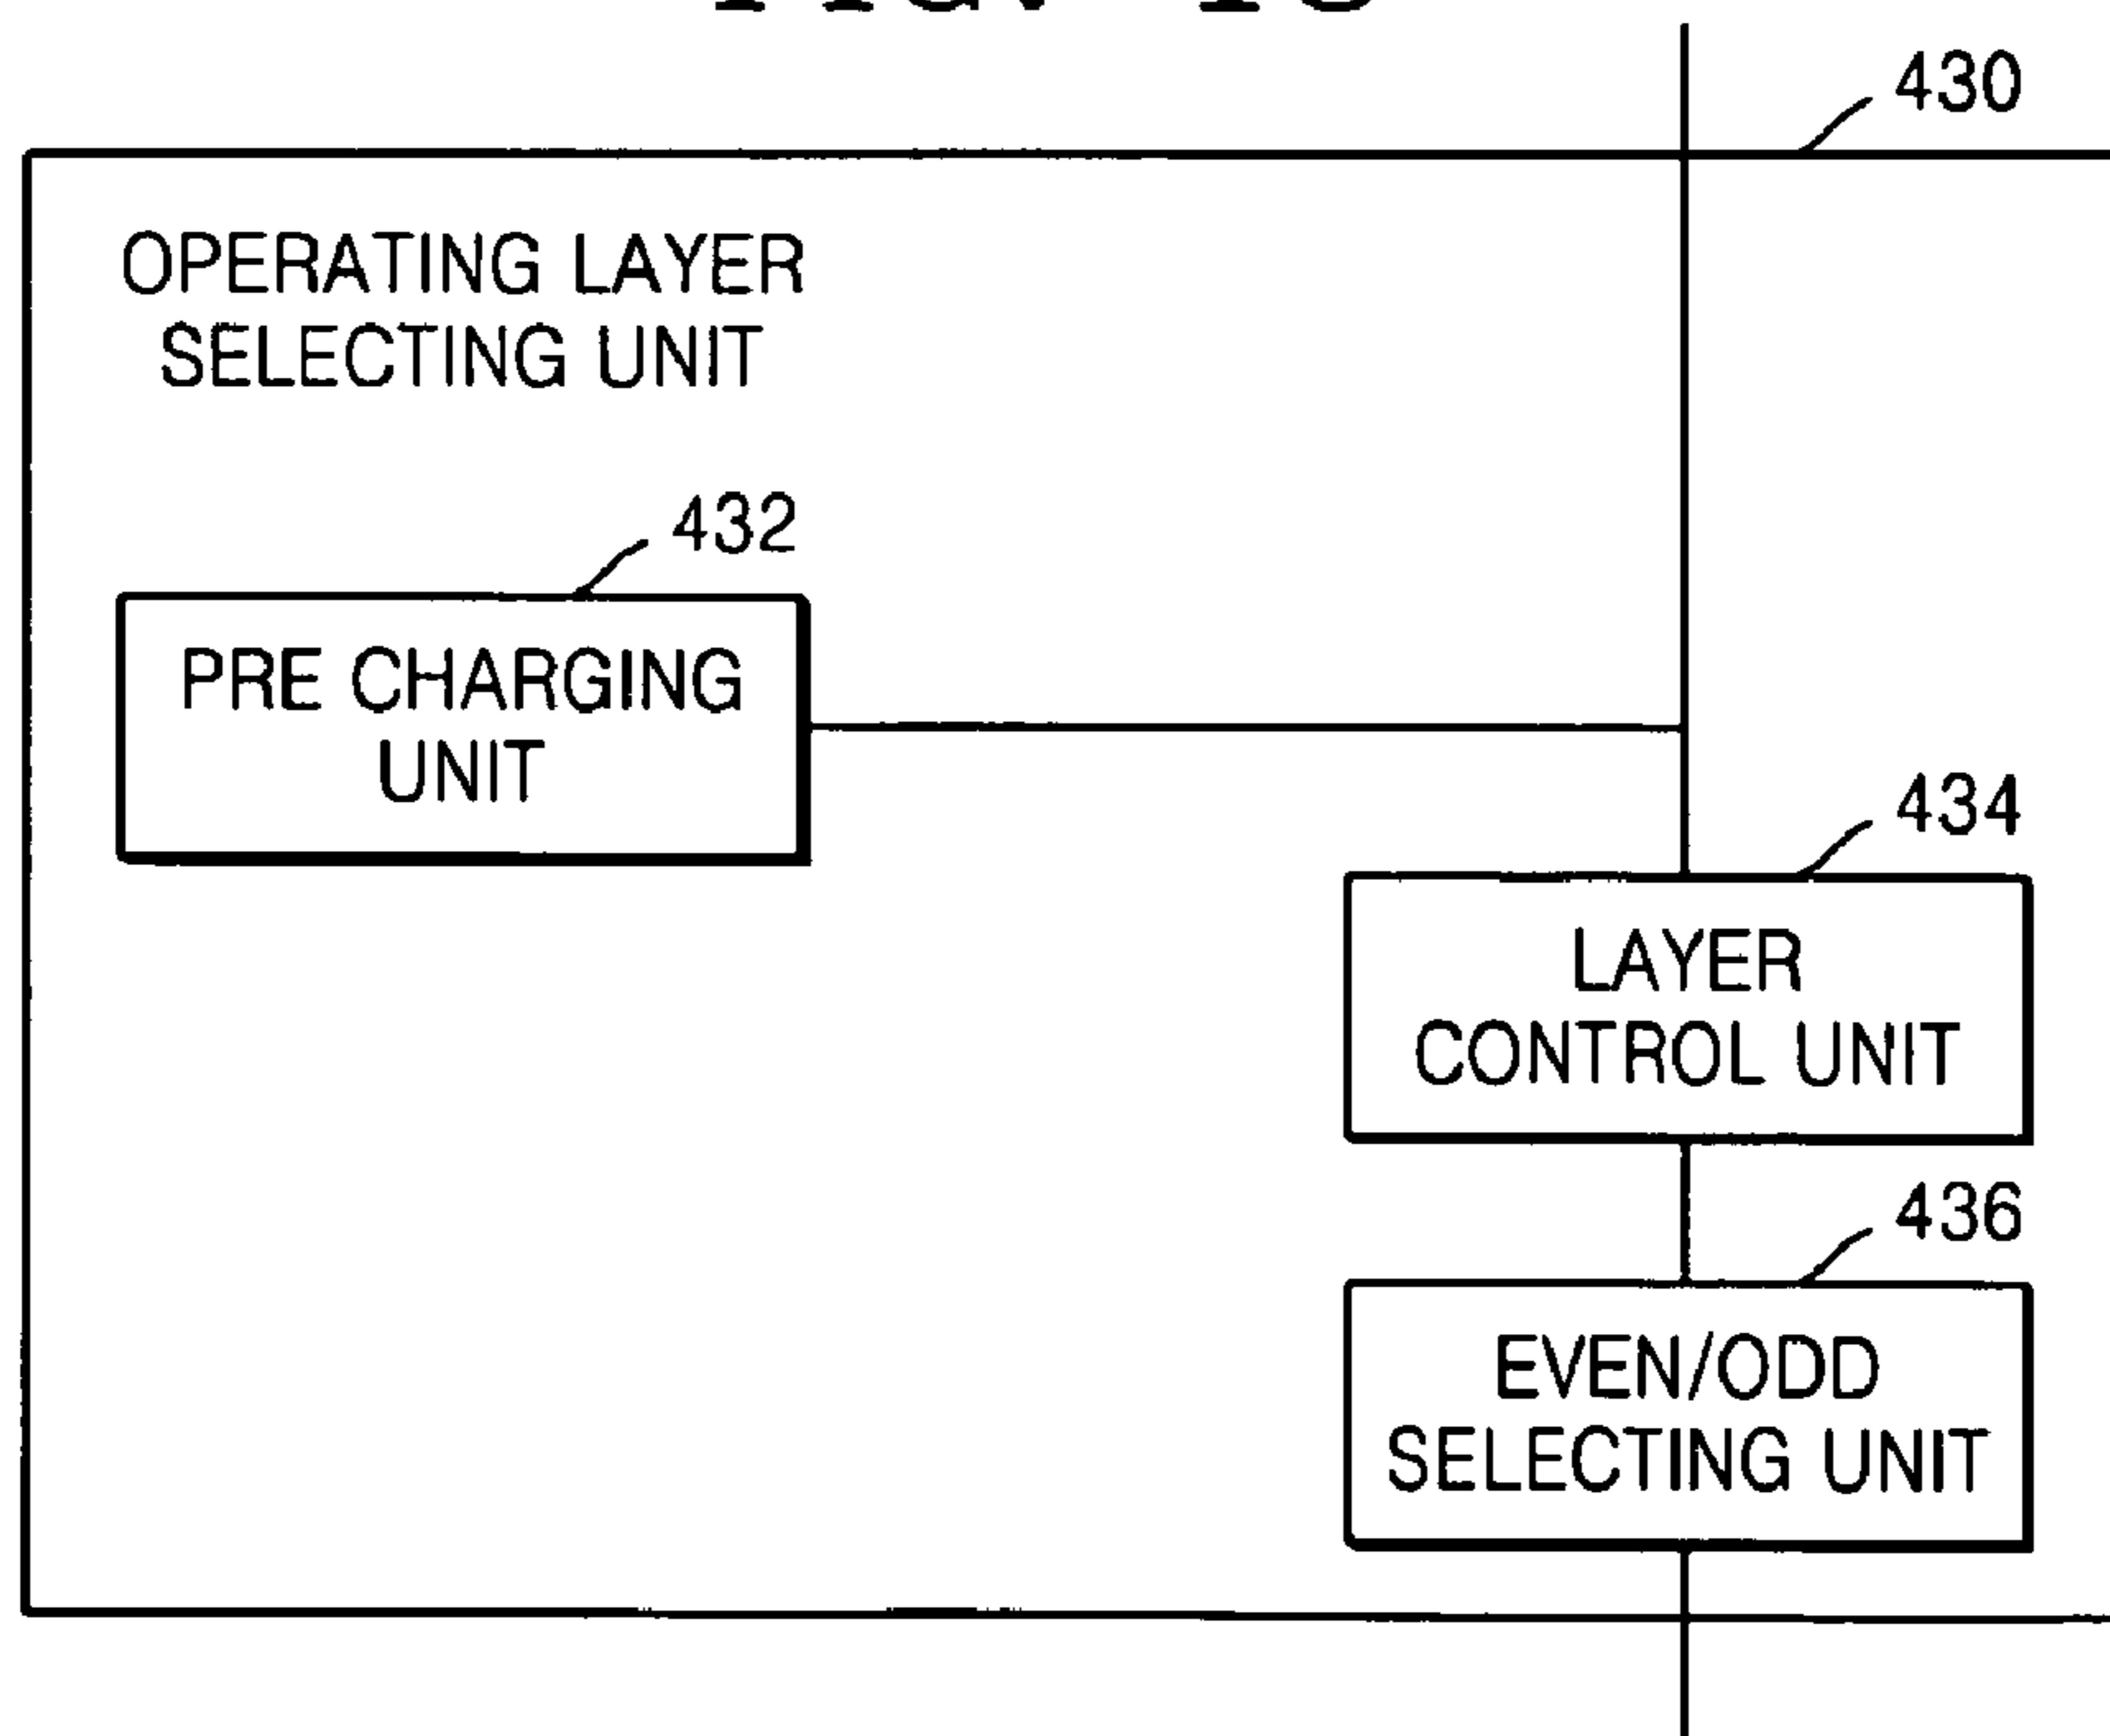 430
OPERATING LAYER
SELECTING UNIT
432
PRE CHARGING
UNIT
434
LAYER
CONTROL UNIT
436
EVEN/ODD
SELECTING UNIT